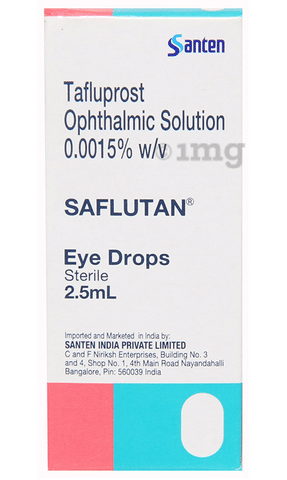 Santen
Tafluprost
Ophthalmic Solution
0.0015% w/v
1mg
SAFLUTAN®
Eye Drops
Sterile
2.5mL
Imported and Marketed in India by:
SANTEN INDIA PRIVATE LIMITED
C and F Niriksh Enterprises, Building No. 3
and 4, Shop No. 1, 4th Main Road Nayandahalli
Bangalore, Pin: 560039 India